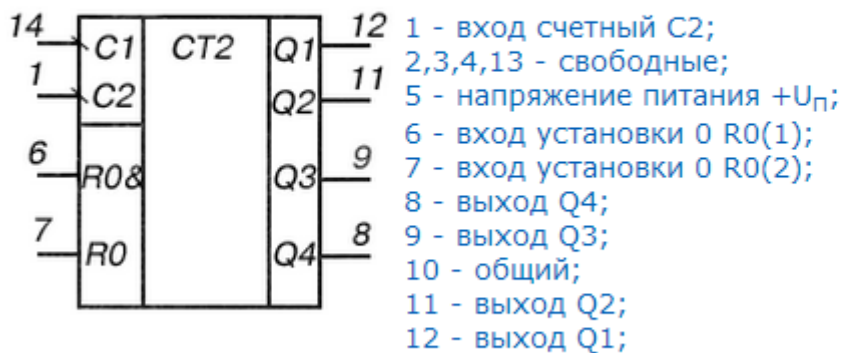 14 C1 CT2 Q1 12
1 C2 Q2 11
6 R0& Q3 9
7 R0 Q4 8
1 - вход счетный C2;
2,3,4,13 - свободные;
5 - напряжение питания +UП;
6 - вход установки 0 R0(1);
7 - вход установки 0 R0(2);
8 - выход Q4;
9 - выход Q3;
10 - общий;
11 - выход Q2;
12 - выход Q1;